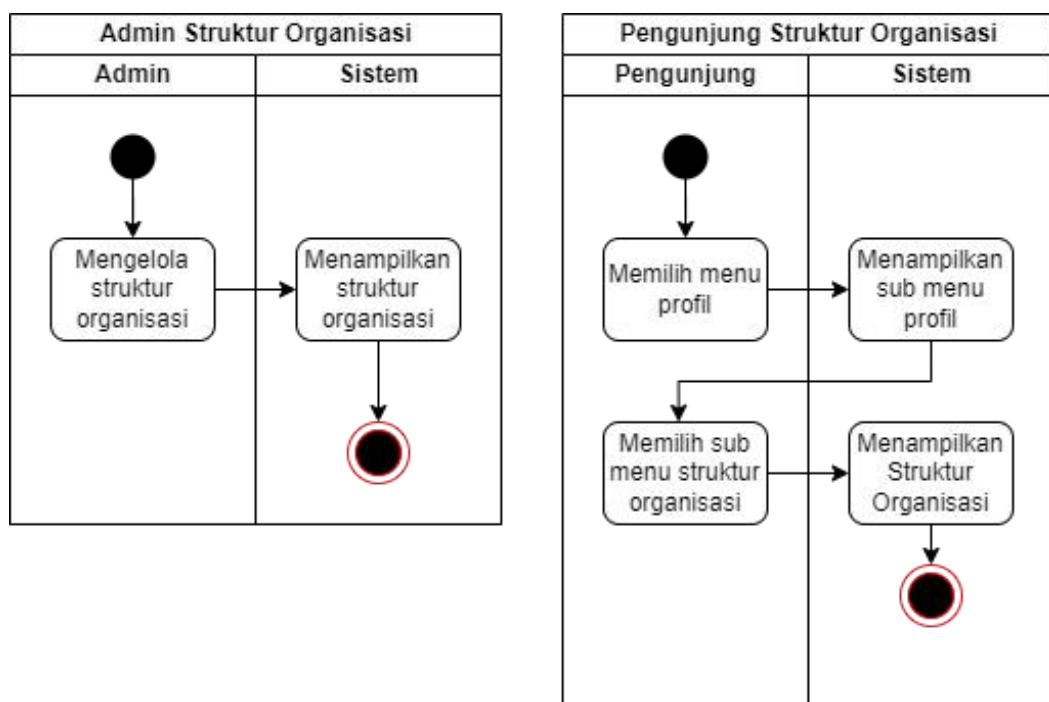 Admin Struktur Organisasi
Admin
Sistem
Mengelola
struktur
organisasi
Menampilkan
struktur
organisasi
Pengunjung Struktur Organisasi
Pengunjung
Sistem
Memilih menu
profil
Menampilkan
sub menu
profil
Memilih sub
menu struktur
organisasi
Menampilkan
Struktur
Organisasi